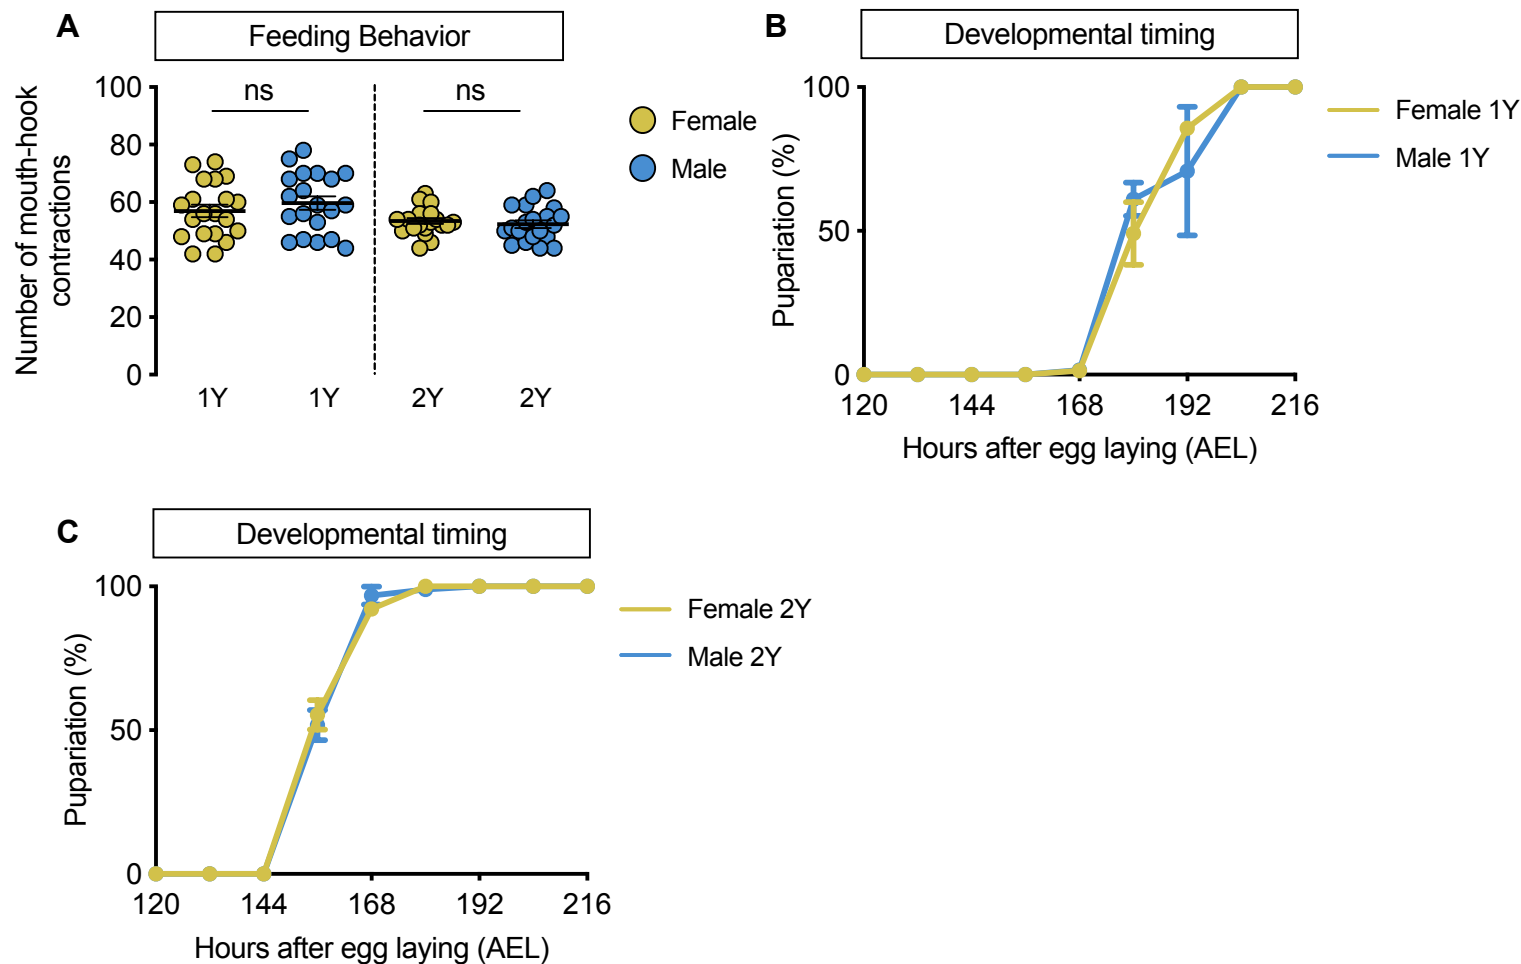 A
Feeding Behavior
Number of mouth-hook
contractions
100
80
60
40
20
0
ns
ns
1Y
1Y
2Y
2Y
Female
Male
B
Developmental timing
Pupariation (%)
100
50
0
120
144
168
192
216
Hours after egg laying (AEL)
Female 1Y
Male 1Y
C
Developmental timing
Pupariation (%)
100
50
0
120
144
168
192
216
Hours after egg laying (AEL)
Female 2Y
Male 2Y